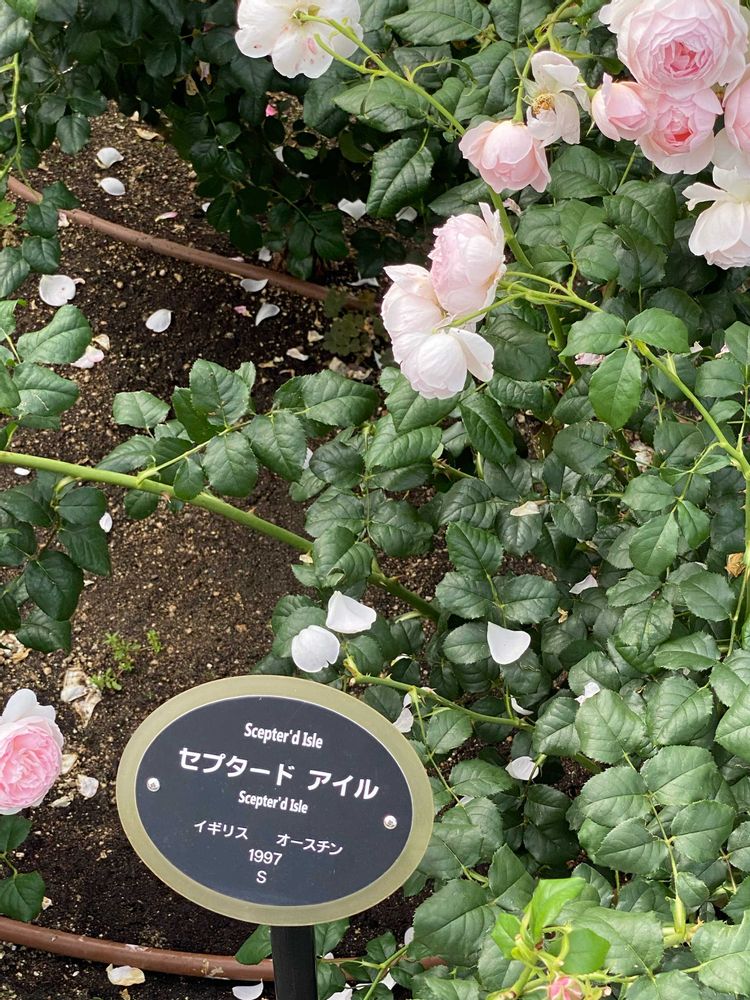 Scepter'd Isle
セプタード アイル
Scepter'd Isle
イギリス オースチン
1997
S